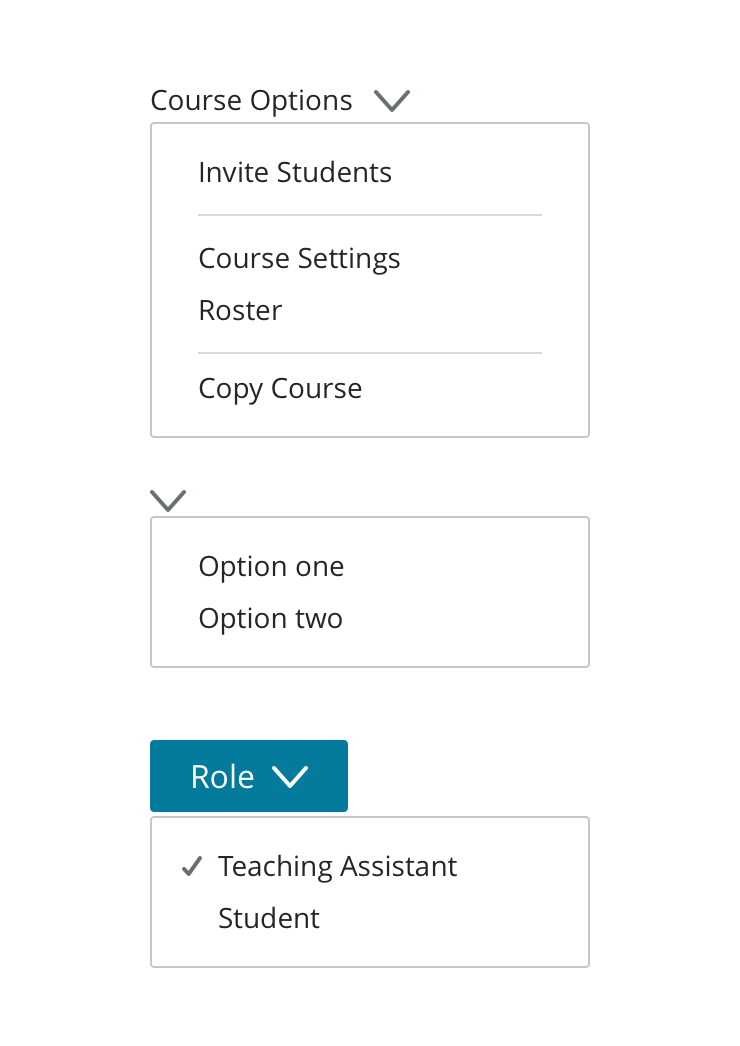 Course Options
Invite Students
Course Settings
Roster
Copy Course
Option one
Option two
Role
Teaching Assistant
Student